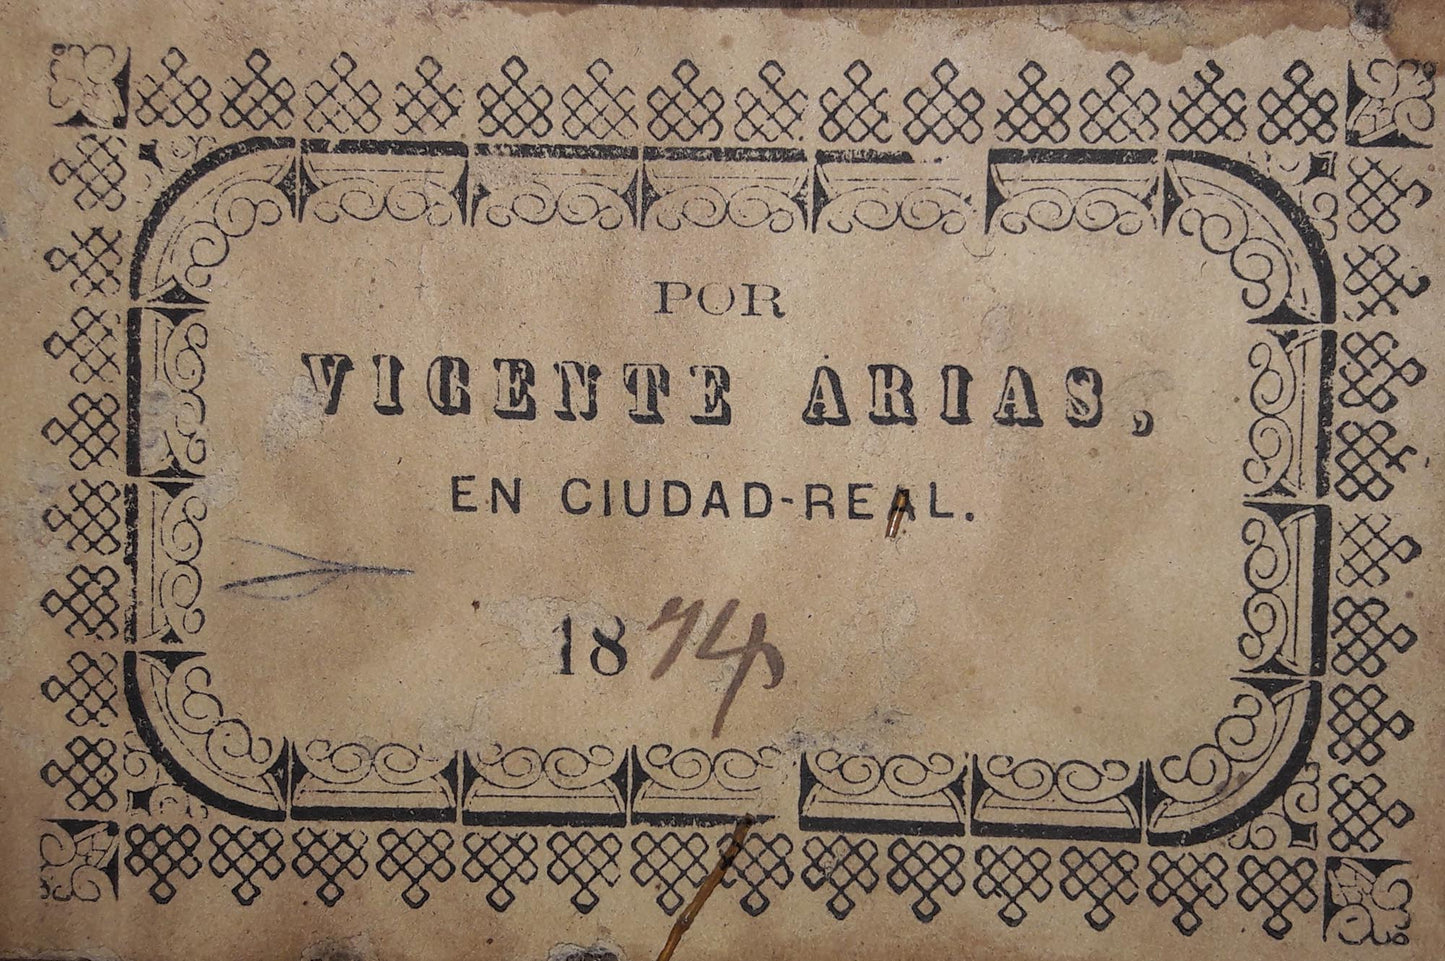 POR
VICENTE ARIAS,
EN CIUDAD-REAL.
1874